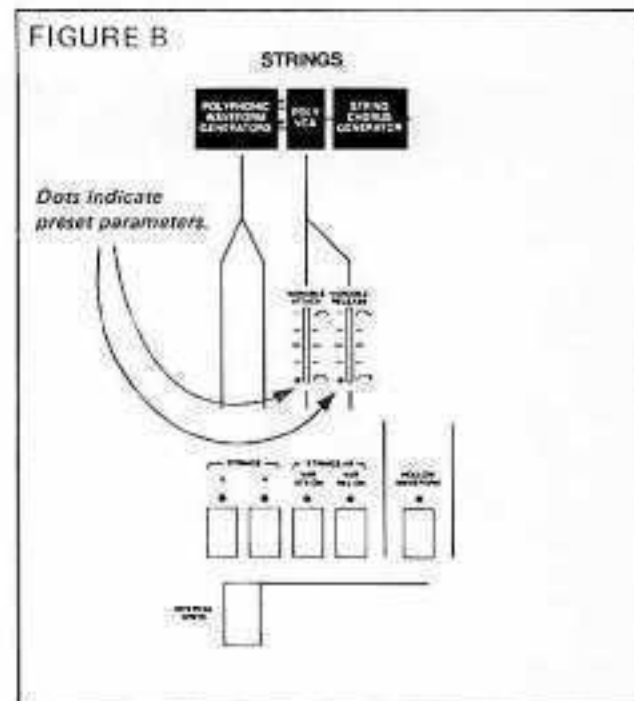 FIGURE B
STRINGS
POLYPHONIC
WAVEFORM
GENERATORS
POLY
VCA
STRING
CHORUS
GENERATOR
Dots indicate
preset parameters.
VARIABLE
ATTACK
VARIABLE
RELEASE
STRINGS
HOLLOW
WAVEFORM